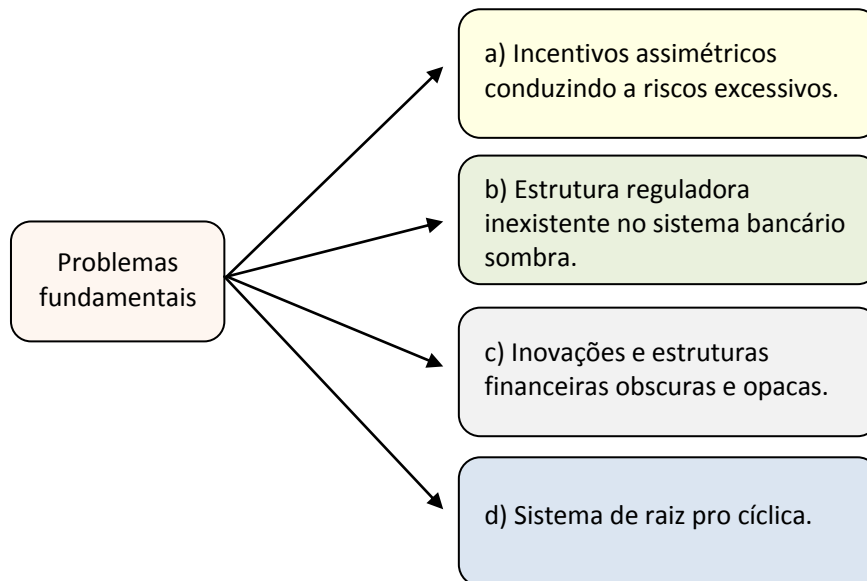 a) Incentivos assimétricos
conduzindo a riscos excessivos.
b) Estrutura reguladora
inexistente no sistema bancário
sombra.
Problemas
fundamentais
c) Inovações e estruturas
financeiras obscuras e opacas.
d) Sistema de raiz pro cíclica.